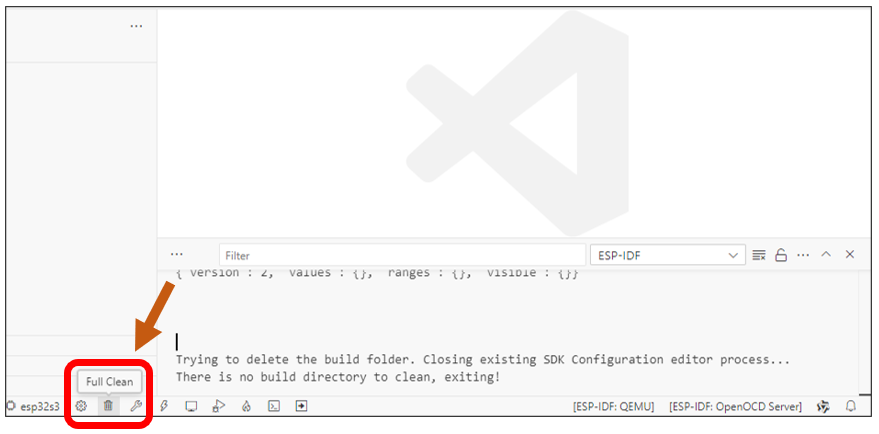 Filter
ESP-IDF
{ version : 2, values : {}, ranges : {}, visible : {}}
Trying to delete the build folder. Closing existing SDK Configuration editor process...
There is no build directory to clean, exiting!
Full Clean
esp32s3
[ESP-IDF: QEMU]
[ESP-IDF: OpenOCD Server]